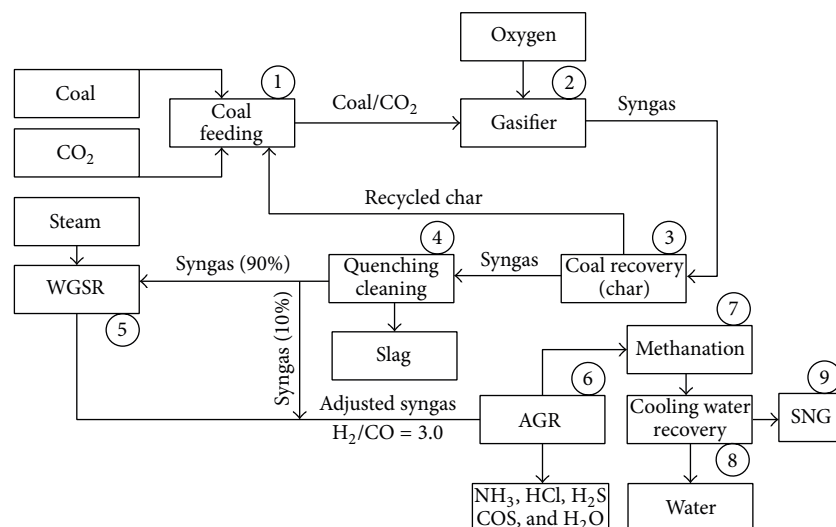 Oxygen
①
②
Coal
Coal
feeding
Coal/CO₂
Gasifier
Syngas
CO₂
Recycled char
Steam
④
③
Syngas (90%)
Quenching
cleaning
Syngas
Coal recovery
(char)
WGSR
⑤
⑦
Syngas (10%)
Slag
Methanation
⑥
⑨
Adjusted syngas
H₂/CO = 3.0
AGR
Cooling water
recovery
SNG
⑧
NH₃, HCl, H₂S
COS, and H₂O
Water